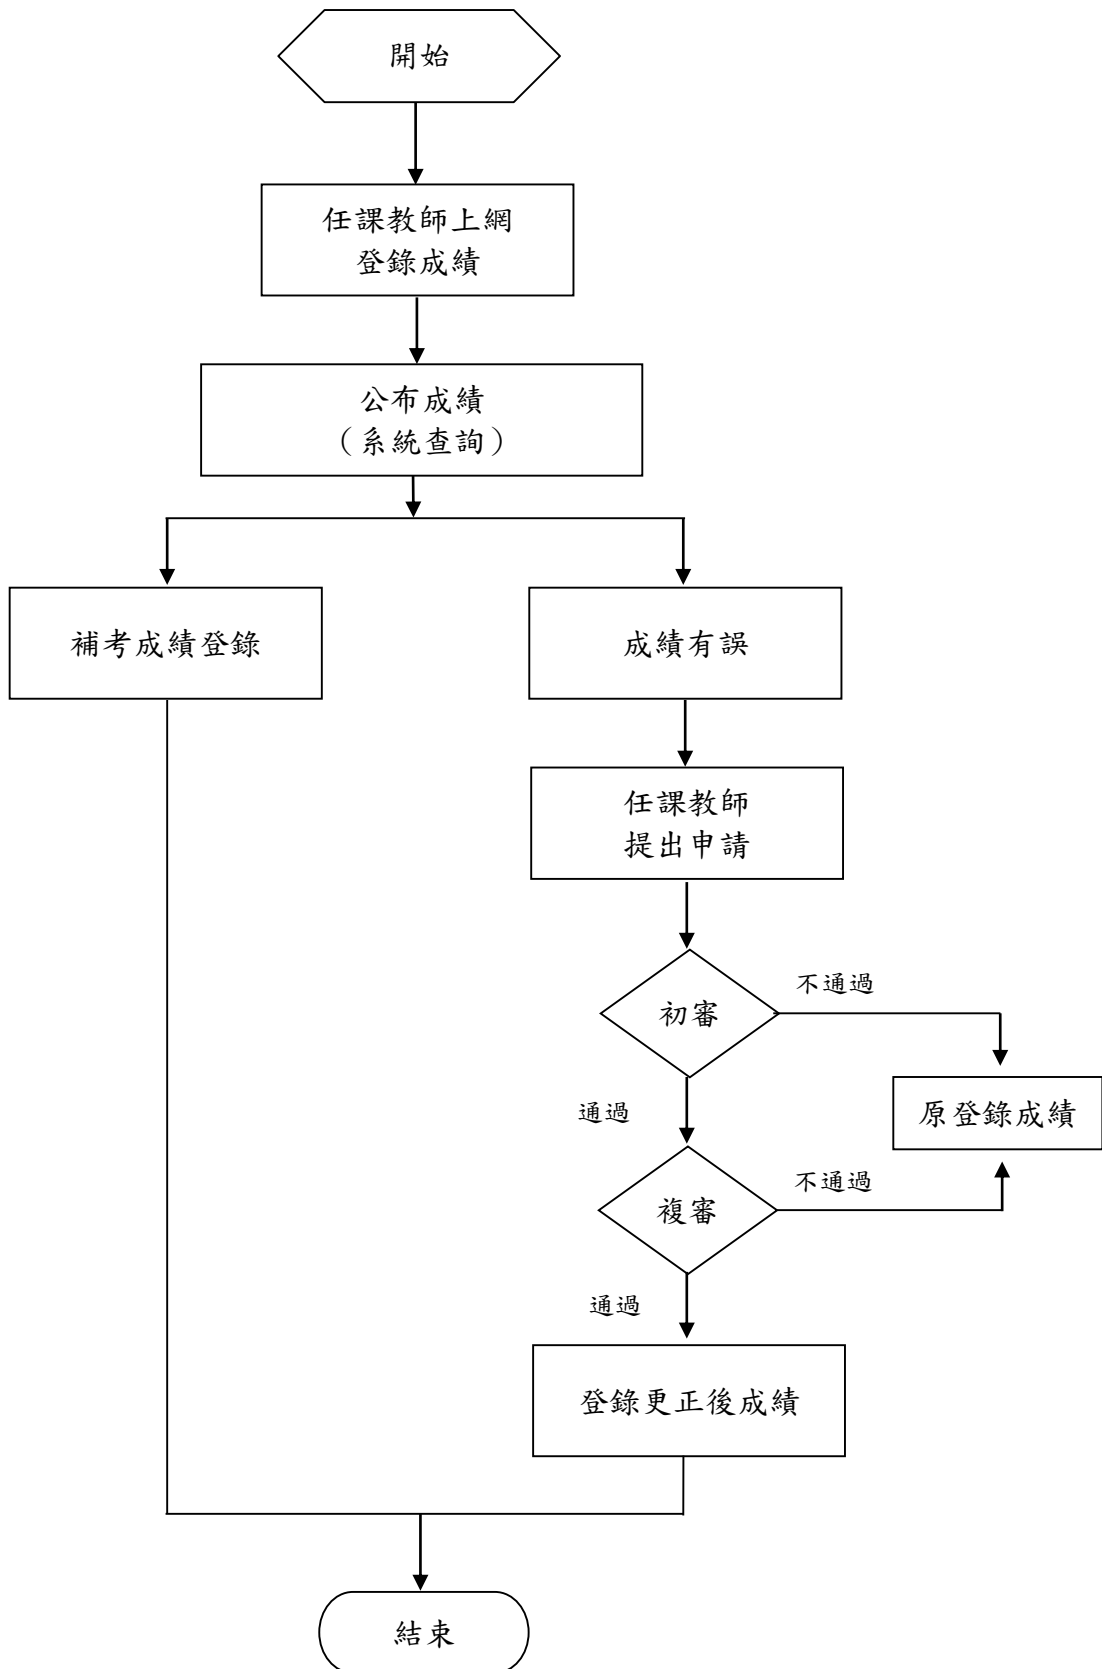 開始
任課教師上網
登錄成績
公布成績
（系統查詢）
補考成績登錄
成績有誤
任課教師
提出申請
不通過
初審
通過
原登錄成績
不通過
複審
通過
登錄更正後成績
結束